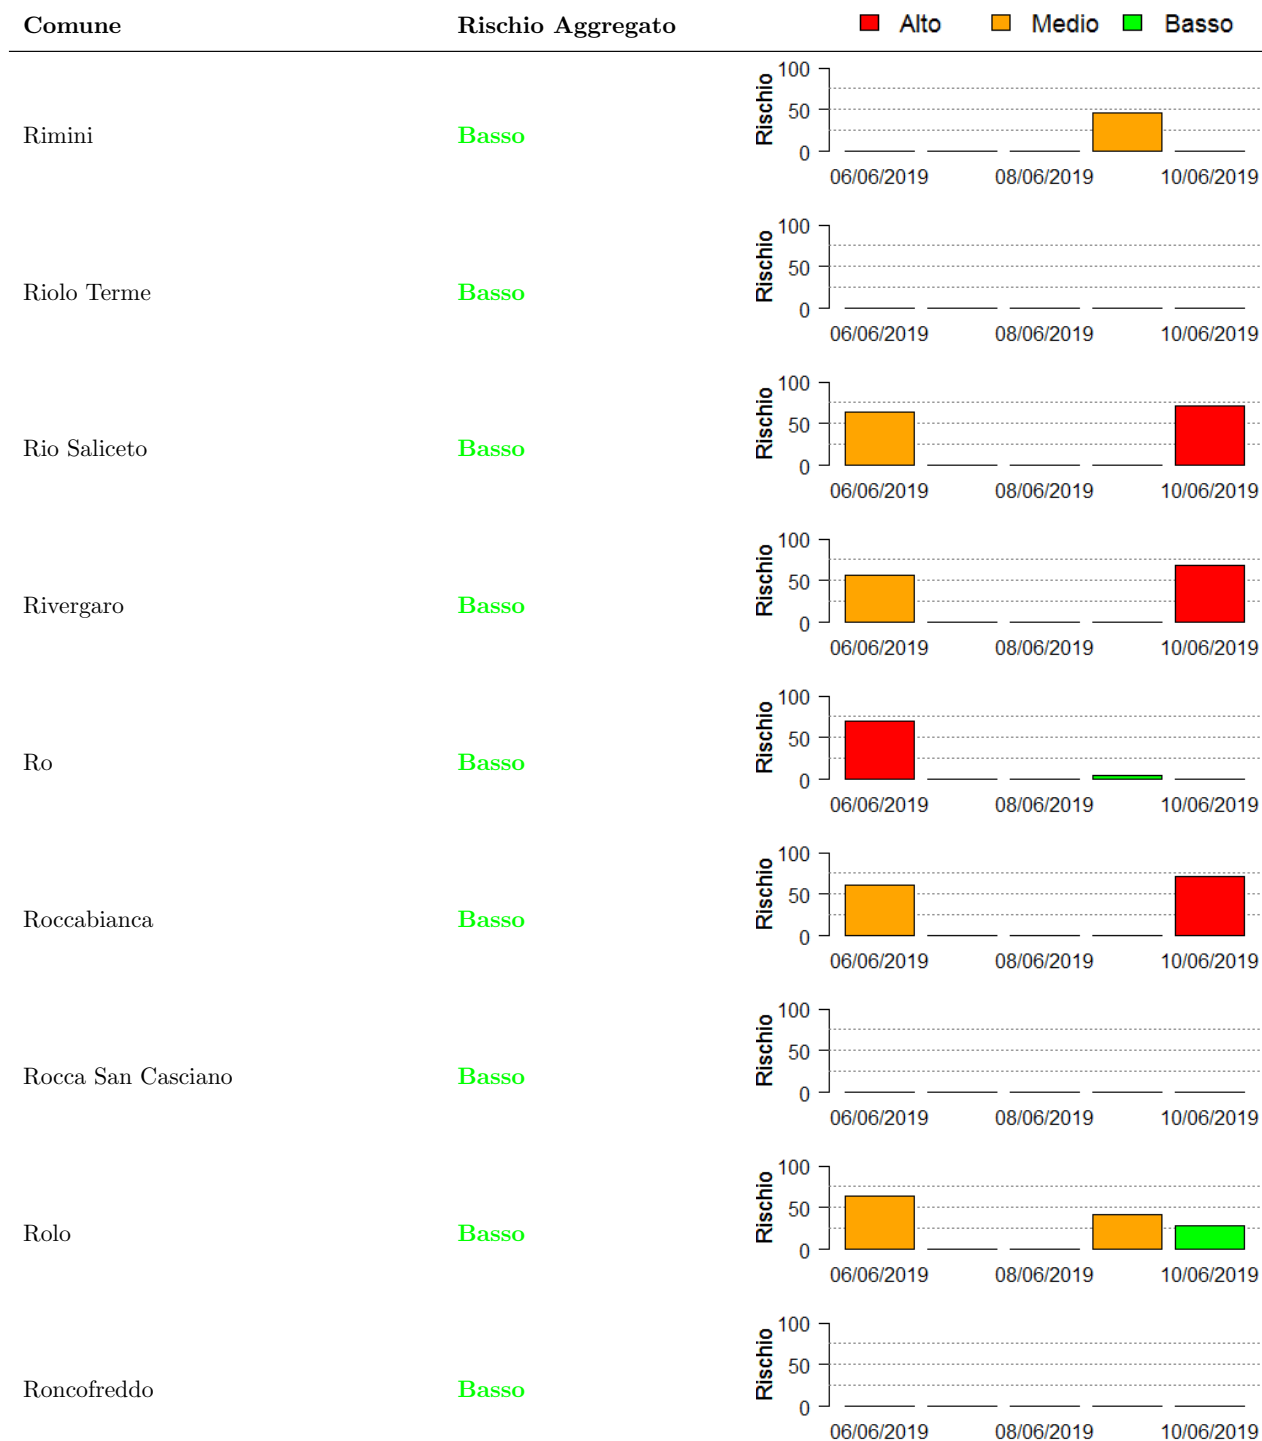 Comune Rischio Aggregato Alto Medio Basso
100
50
0
Rischio
Rimini Basso
06/06/2019 08/06/2019 10/06/2019
100
50
0
Rischio
Riolo Terme Basso
06/06/2019 08/06/2019 10/06/2019
100
50
0
Rischio
Rio Saliceto Basso
06/06/2019 08/06/2019 10/06/2019
100
50
0
Rischio
Rivergaro Basso
06/06/2019 08/06/2019 10/06/2019
100
50
0
Rischio
Ro Basso
06/06/2019 08/06/2019 10/06/2019
100
50
0
Rischio
Roccabianca Basso
06/06/2019 08/06/2019 10/06/2019
100
50
0
Rischio
Rocca San Casciano Basso
06/06/2019 08/06/2019 10/06/2019
100
50
0
Rischio
Rolo Basso
06/06/2019 08/06/2019 10/06/2019
100
50
0
Rischio
Roncofreddo Basso
06/06/2019 08/06/2019 10/06/2019